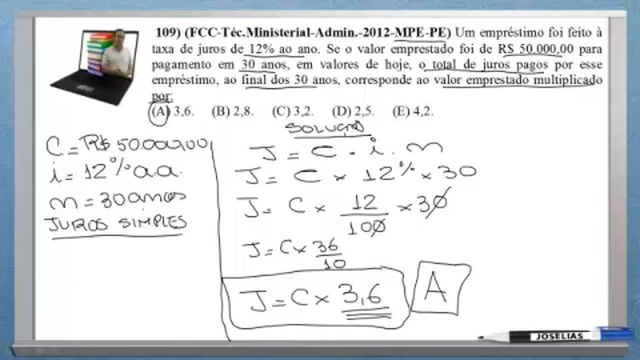 109) (FCC-Téc.Ministerial-Admin.-2012-MPE-PE) Um empréstimo foi feito à
taxa de juros de 12% ao ano. Se o valor emprestado foi de R$ 50.000,00 para
pagamento em 30 anos, em valores de hoje, o total de juros pagos por esse
empréstimo, ao final dos 30 anos, corresponde ao valor emprestado multiplicado
por:
(A) 3,6. (B) 2,8. (C) 3,2. (D) 2,5. (E) 4,2.
SOLUÇÃO
C = R$ 50.000,00
i = 12% a.a.
n = 30 anos
JUROS SIMPLES
J = C · i · n
J = C × 12% × 30
J = C × 12/100 × 30
J = C × 36/10
J = C × 3,6
A
JOSELIAS